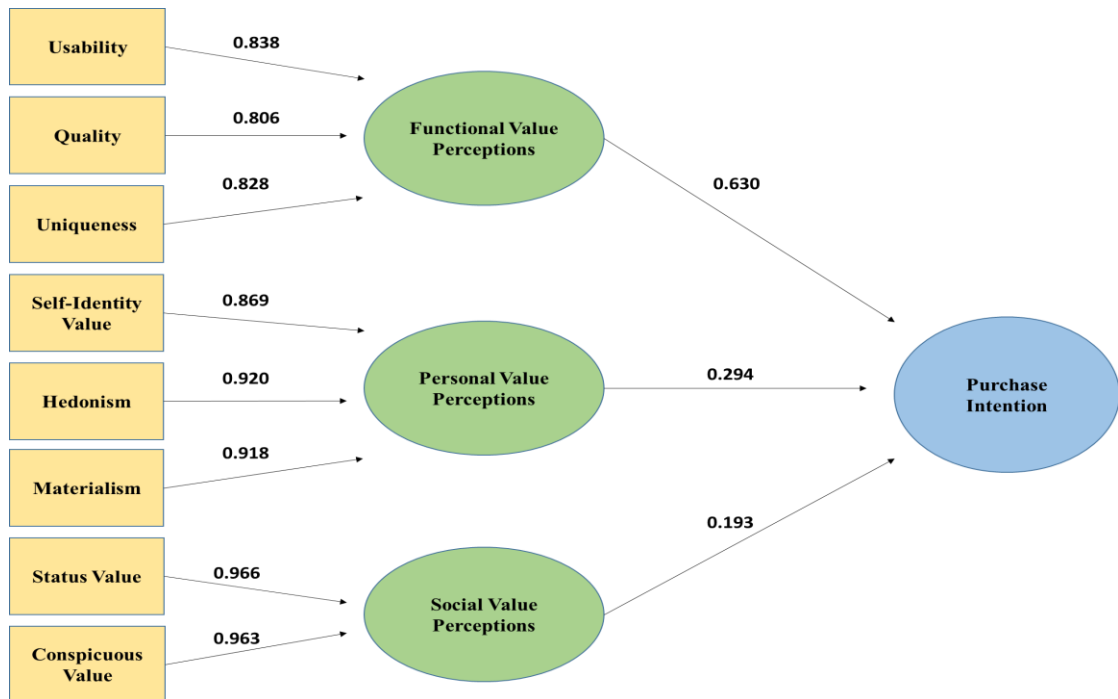 Usability
0.838
Quality
0.806
Uniqueness
0.828
Functional Value
Perceptions
0.630
Self-Identity
Value
0.869
Hedonism
0.920
Materialism
0.918
Personal Value
Perceptions
0.294
Purchase
Intention
Status Value
0.966
Conspicuous
Value
0.963
Social Value
Perceptions
0.193